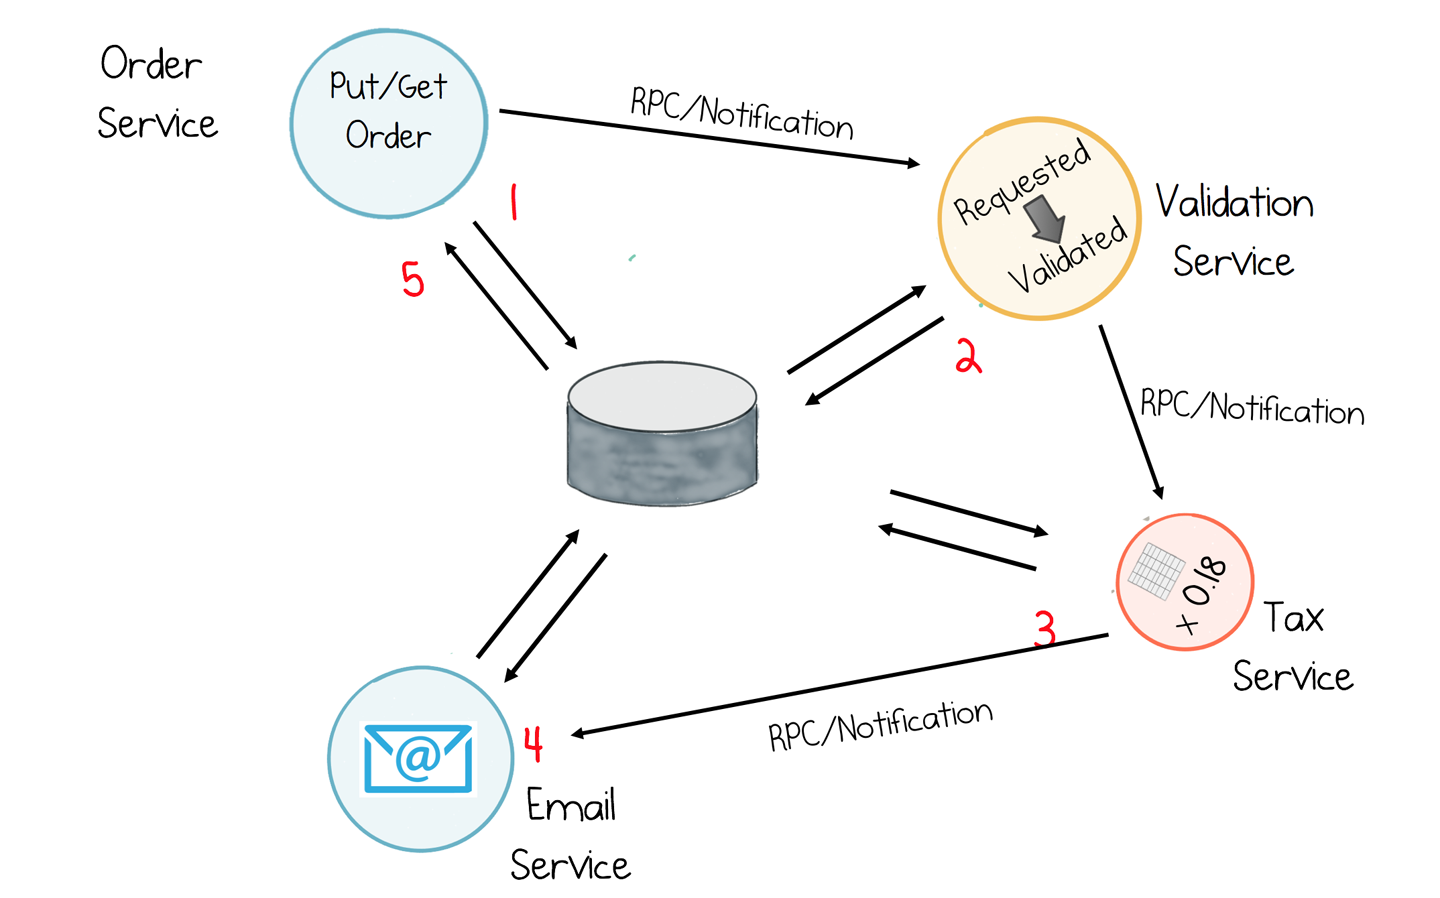 Order
Service
Put/Get
Order
RPC/Notification
Requested
Validated
Validation
Service
1
5
2
RPC/Notification
x 0.18
3
Tax
Service
RPC/Notification
@
4
Email
Service